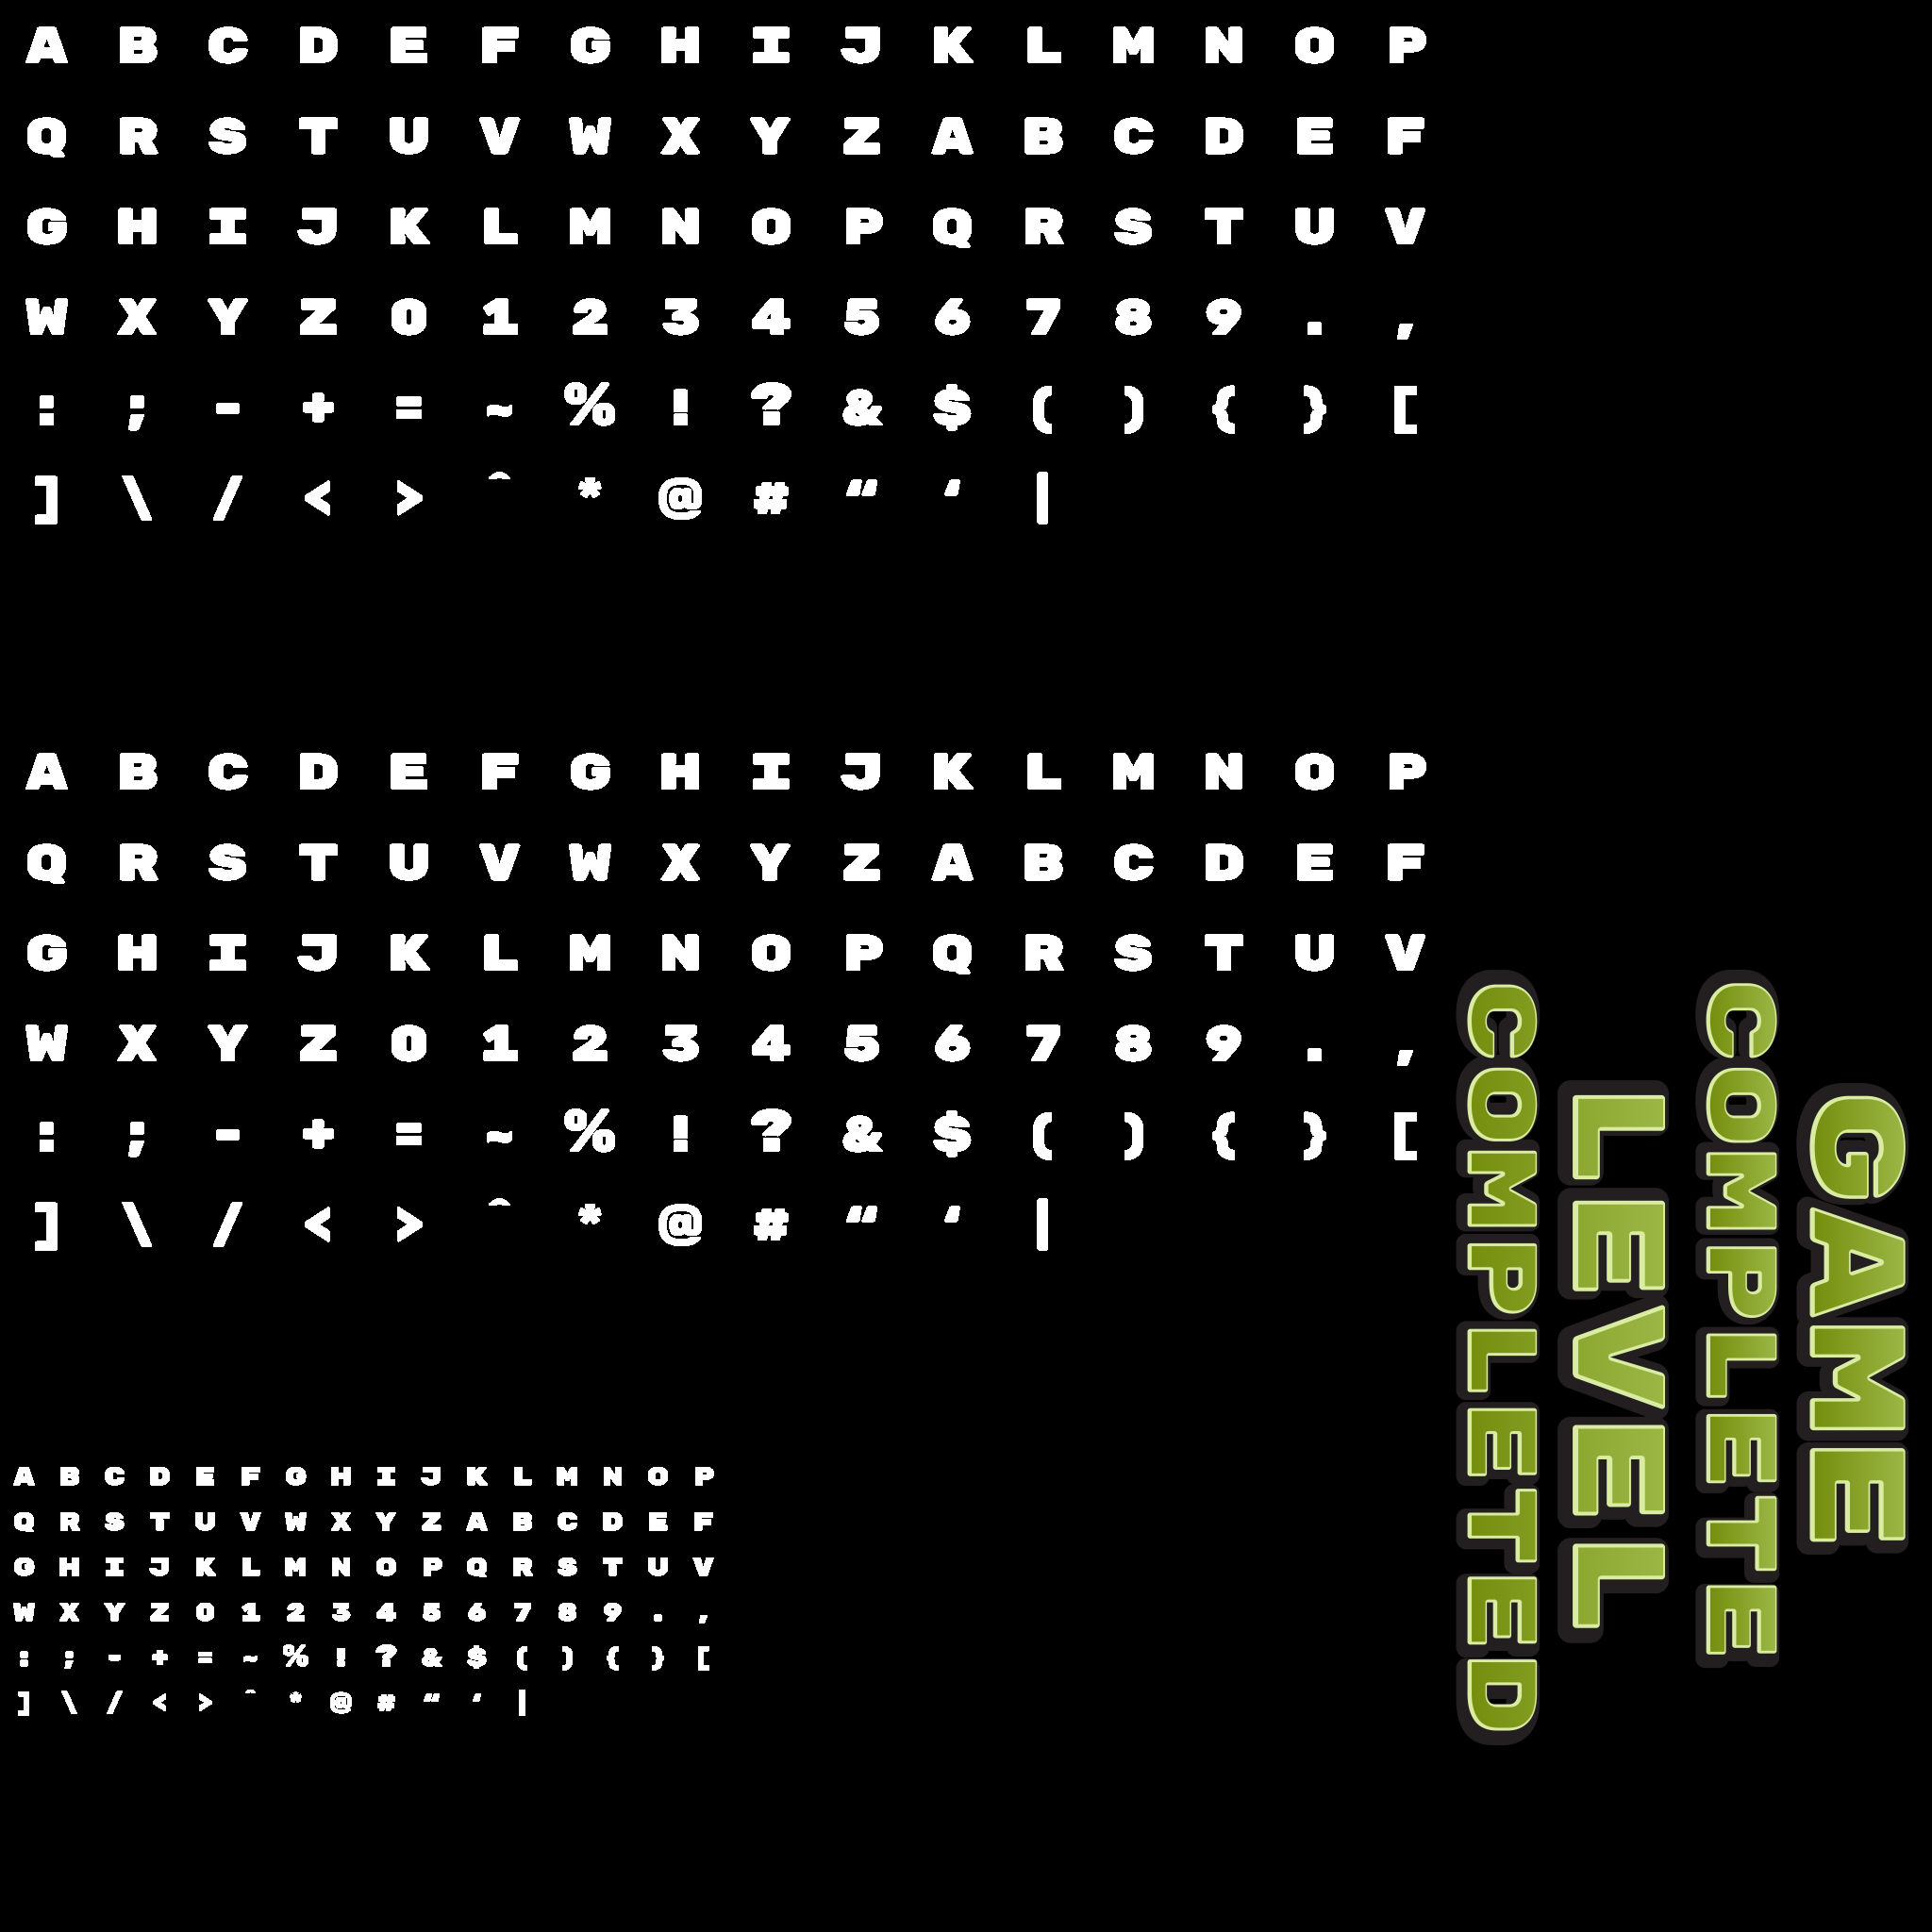 A B C D E F G H I J K L M N O P
Q R S T U V W X Y Z A B C D E F
G H I J K L M N O P Q R S T U V
W X Y Z 0 1 2 3 4 5 6 7 8 9 . ,
: ; - + = ~ % ! ? & $ ( ) { } [
] \ / < > ^ * @ # “ ‘ |
A B C D E F G H I J K L M N O P
Q R S T U V W X Y Z A B C D E F
G H I J K L M N O P Q R S T U V
W X Y Z 0 1 2 3 4 5 6 7 8 9 . ,
: ; - + = ~ % ! ? & $ ( ) { } [
] \ / < > ^ * @ # “ ‘ |
A B C D E F G H I J K L M N O P
Q R S T U V W X Y Z A B C D E F
G H I J K L M N O P Q R S T U V
W X Y Z 0 1 2 3 4 5 6 7 8 9 . ,
: ; - + = ~ % ! ? & $ ( ) { } [
] \ / < > ^ * @ # “ ‘ |
GAME
COMPLETE
LEVEL
COMPLETED